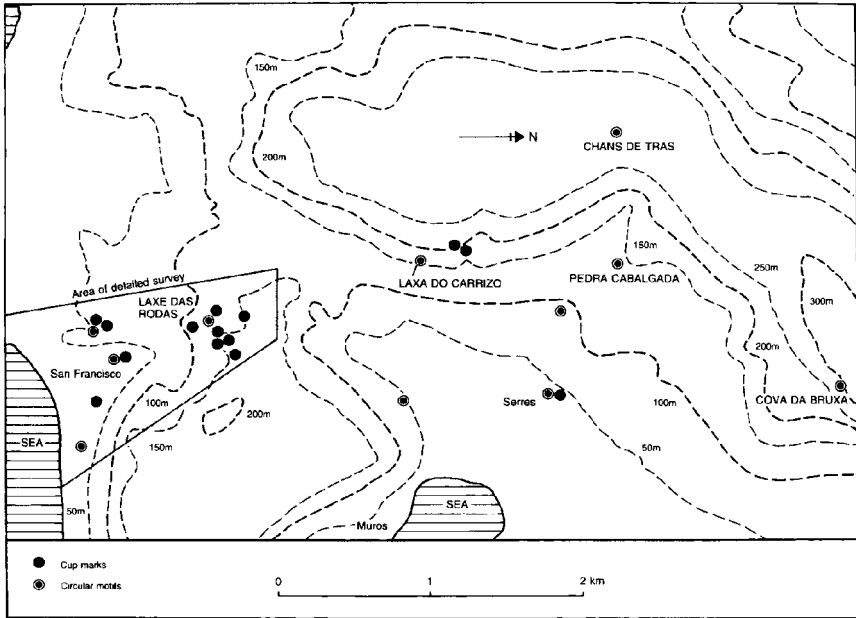 150m
N
CHANS DE TRAS
200m
150m
250m
LAXA DO CARRIZO
PEDRA CABALGADA
Area of detailed survey
300m
LAXE DAS
RODAS
San Francisco
200m
Serres
COVA DA BRUXA
100m
200m
100m
SEA
150m
50m
50m
Muros
SEA
Cup marks
Circular motifs
0 1 2 km